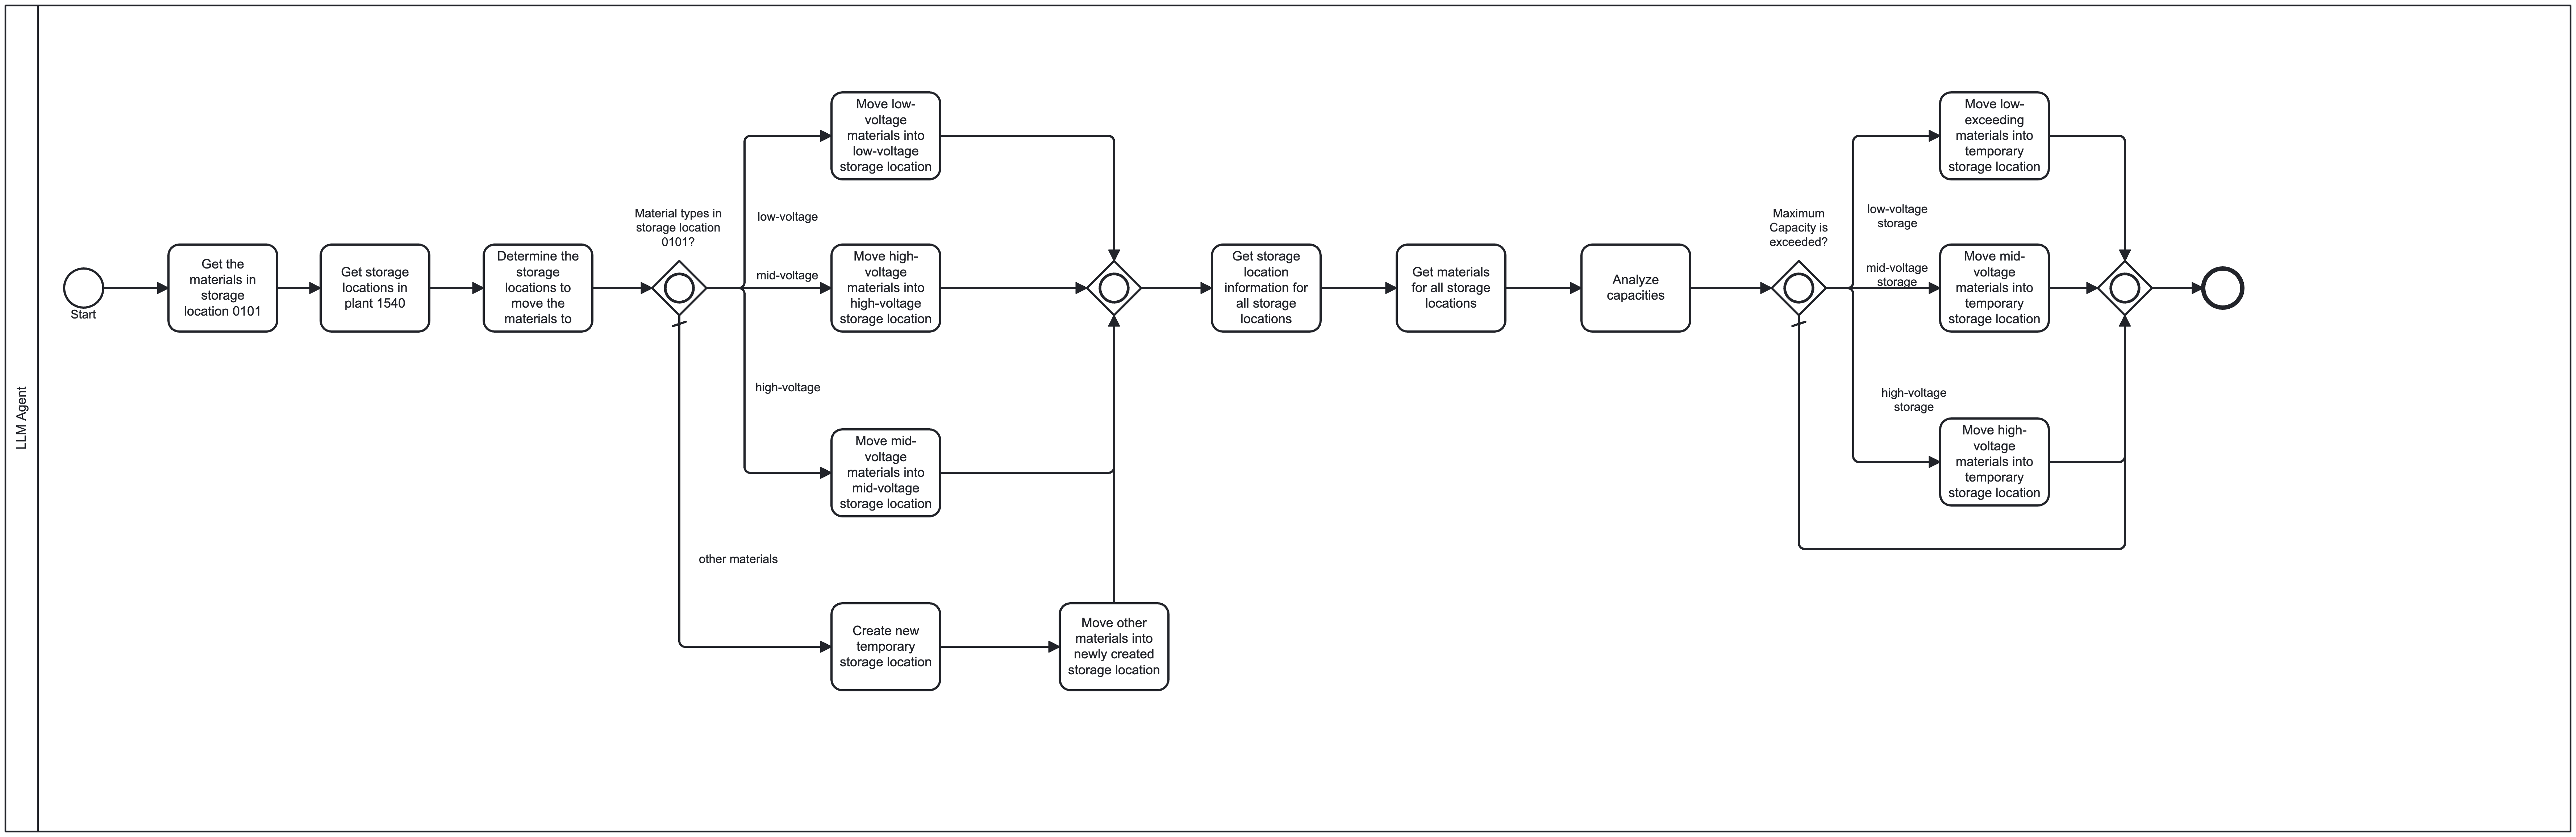 LLM Agent
Start
Get the
materials in
storage
location 0101
Get storage
locations in
plant 1540
Determine the
storage
locations to
move the
materials to
Material types in
storage location
0101?
low-voltage
mid-voltage
high-voltage
other materials
Move low-
voltage
materials into
low-voltage
storage location
Move high-
voltage
materials into
high-voltage
storage location
Move mid-
voltage
materials into
mid-voltage
storage location
Create new
temporary
storage location
Move other
materials into
newly created
storage location
Get storage
location
information for
all storage
locations
Get materials
for all storage
locations
Analyze
capacities
Maximum
Capacity is
exceeded?
low-voltage
storage
mid-voltage
storage
high-voltage
storage
Move low-
exceeding
materials into
temporary
storage location
Move mid-
voltage
materials into
temporary
storage location
Move high-
voltage
materials into
temporary
storage location